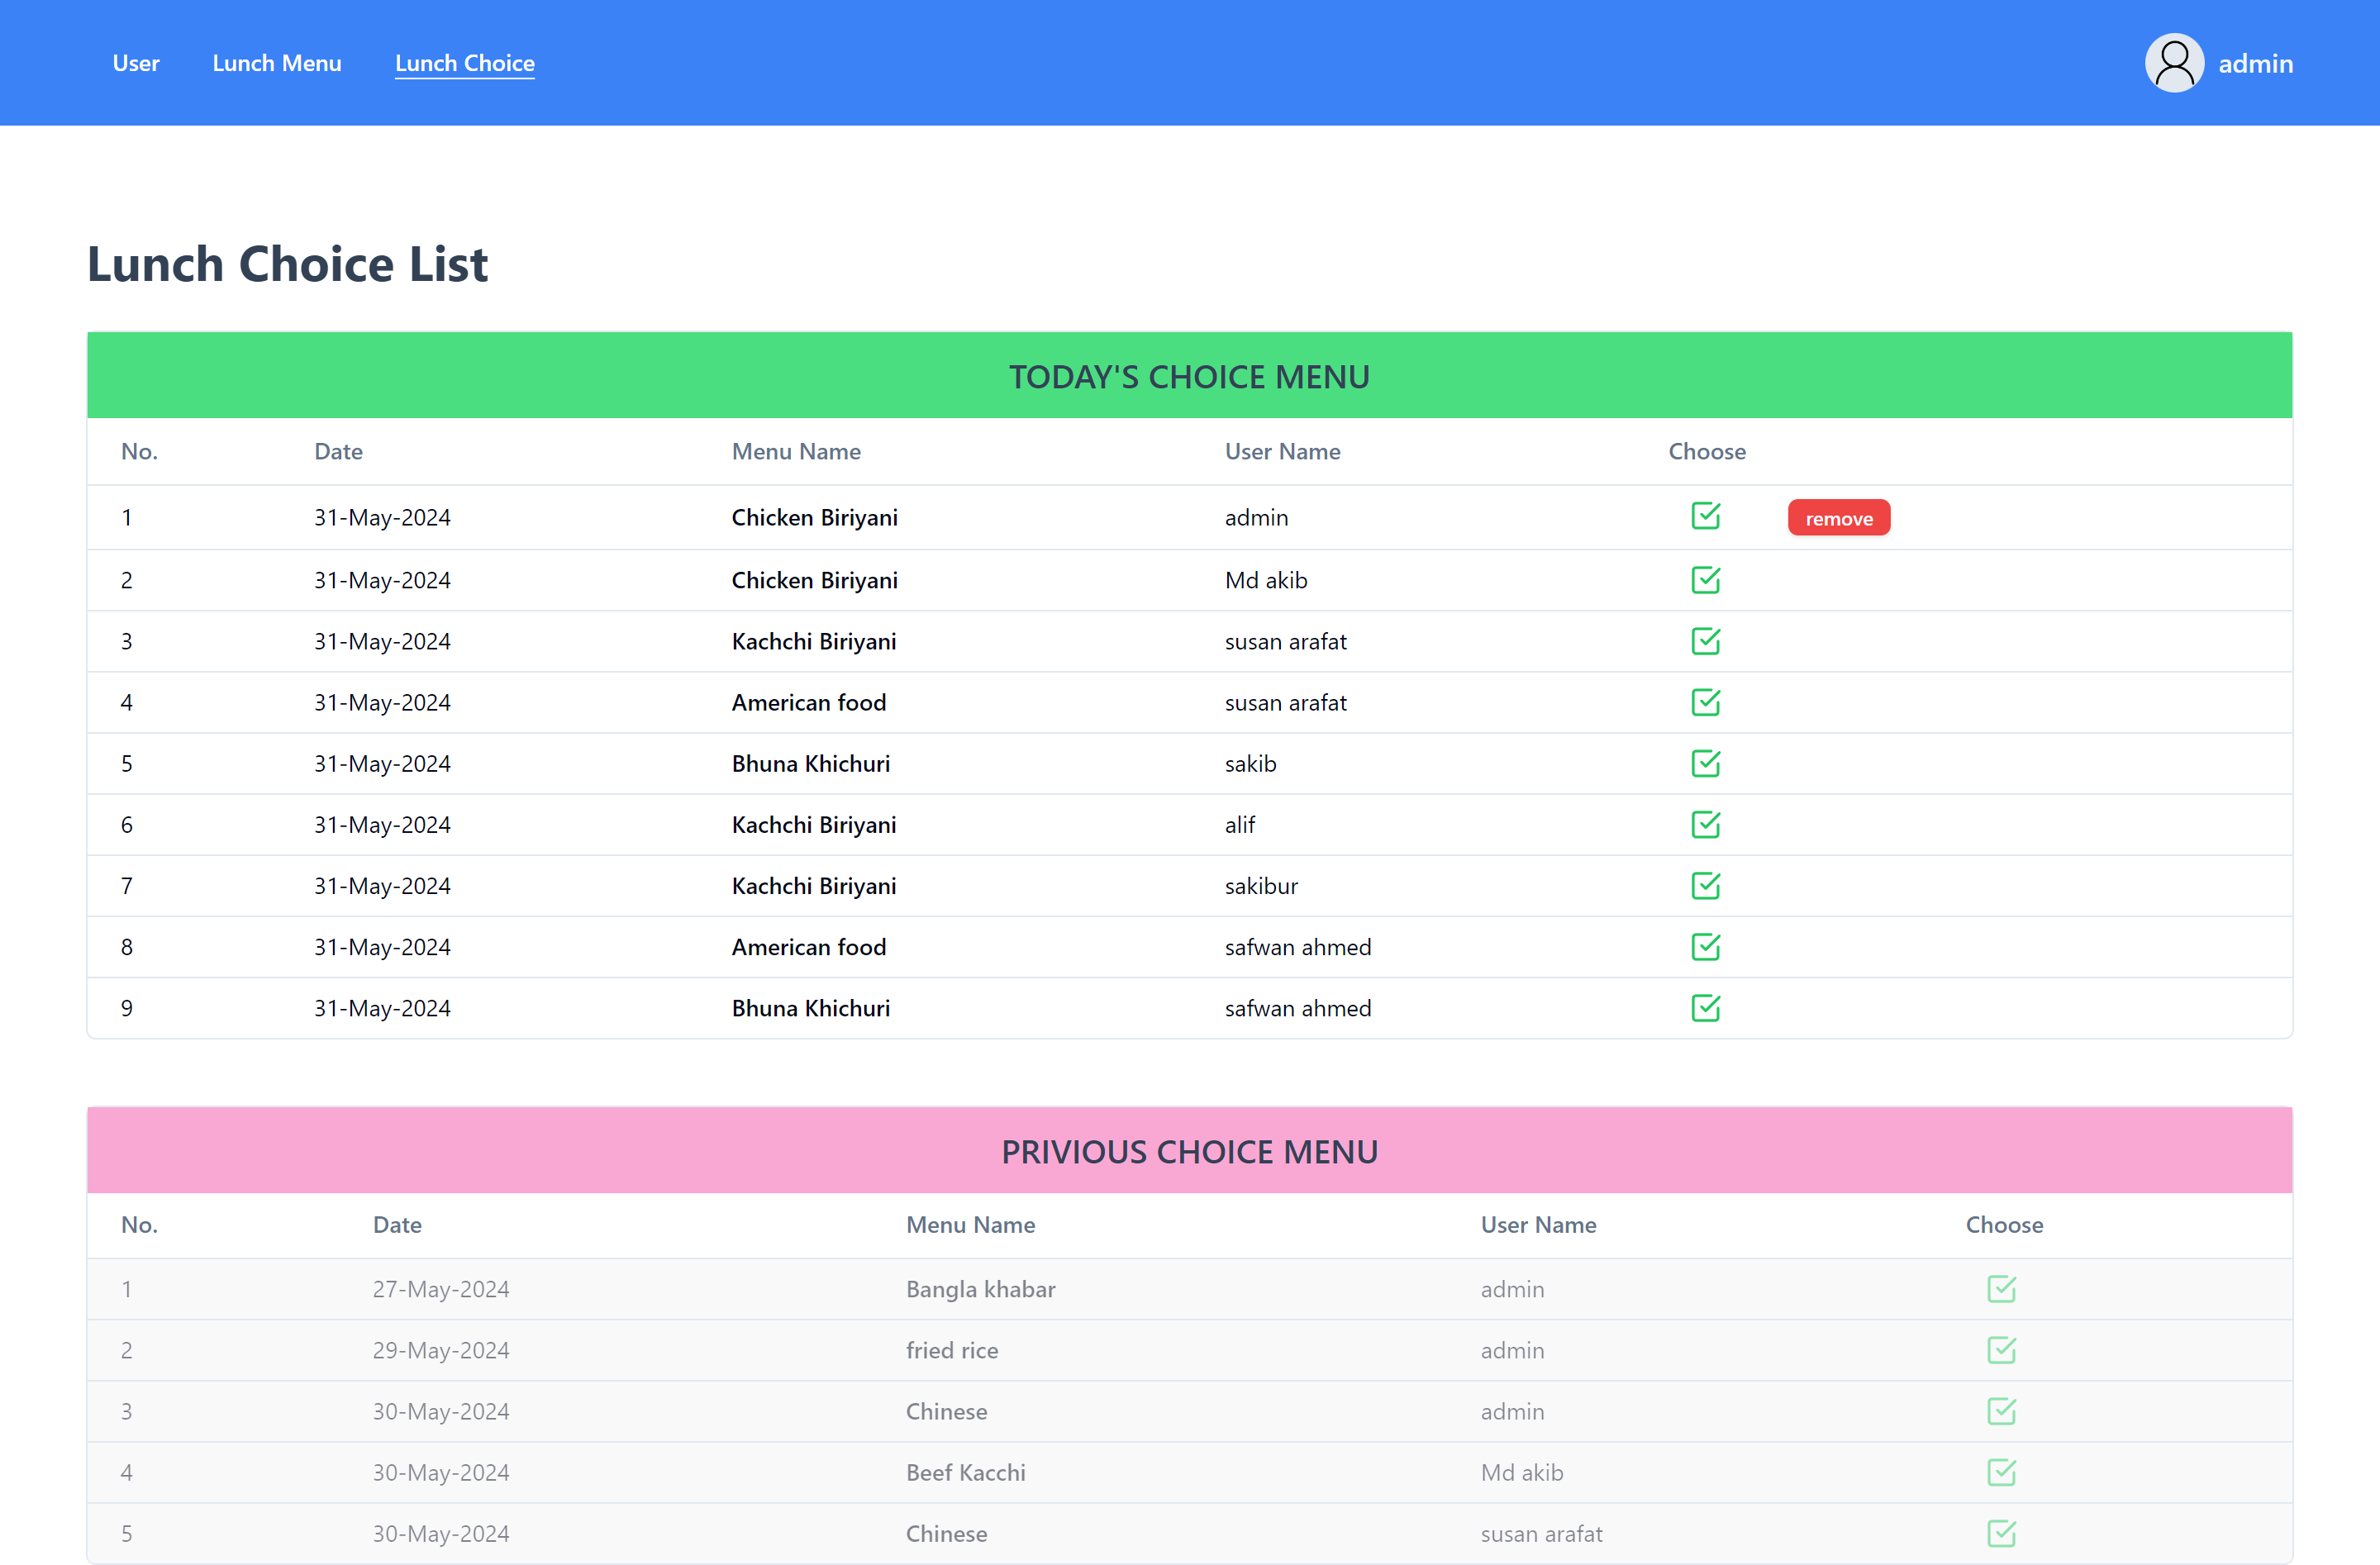 User Lunch Menu Lunch Choice admin
Lunch Choice List
TODAY'S CHOICE MENU
No. Date Menu Name User Name Choose
1 31-May-2024 Chicken Biriyani admin remove
2 31-May-2024 Chicken Biriyani Md akib
3 31-May-2024 Kachchi Biriyani susan arafat
4 31-May-2024 American food susan arafat
5 31-May-2024 Bhuna Khichuri sakib
6 31-May-2024 Kachchi Biriyani alif
7 31-May-2024 Kachchi Biriyani sakibur
8 31-May-2024 American food safwan ahmed
9 31-May-2024 Bhuna Khichuri safwan ahmed
PRIVIOUS CHOICE MENU
No. Date Menu Name User Name Choose
1 27-May-2024 Bangla khabar admin
2 29-May-2024 fried rice admin
3 30-May-2024 Chinese admin
4 30-May-2024 Beef Kacchi Md akib
5 30-May-2024 Chinese susan arafat